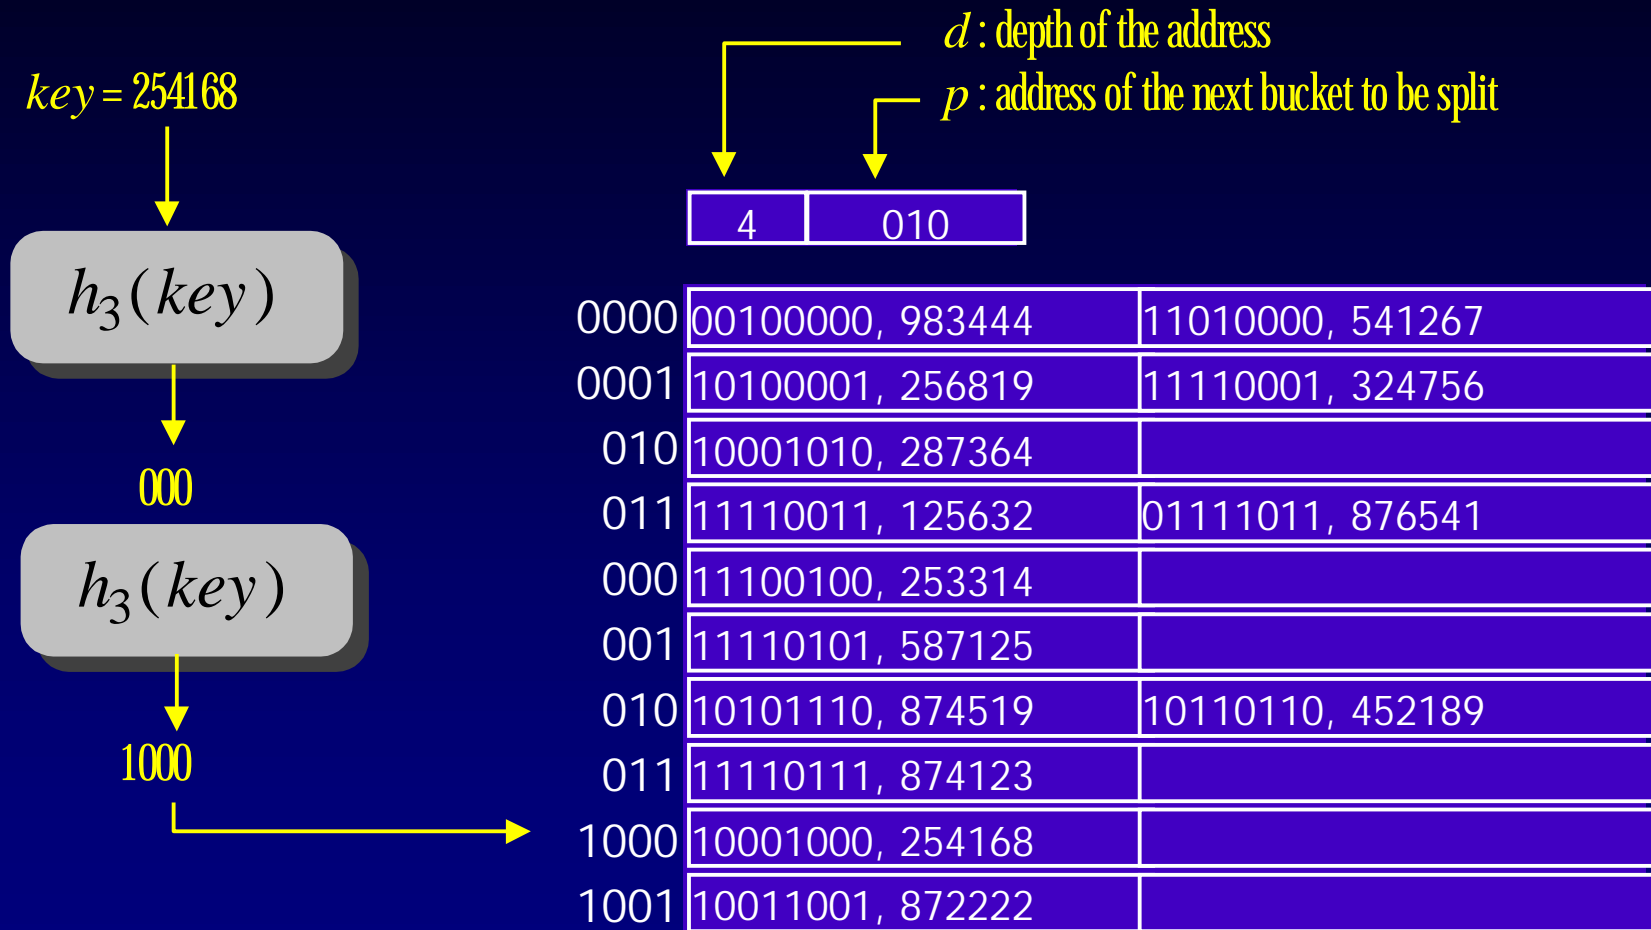 d : depth of the address
key = 254168
p : address of the next bucket to be split
4 010
h3(key)
000
h3(key)
1000
0000 00100000, 983444 11010000, 541267
0001 10100001, 256819 11110001, 324756
010 10001010, 287364
011 11110011, 125632 01111011, 876541
000 11100100, 253314
001 11110101, 587125
010 10101110, 874519 10110110, 452189
011 11110111, 874123
1000 10001000, 254168
1001 10011001, 872222